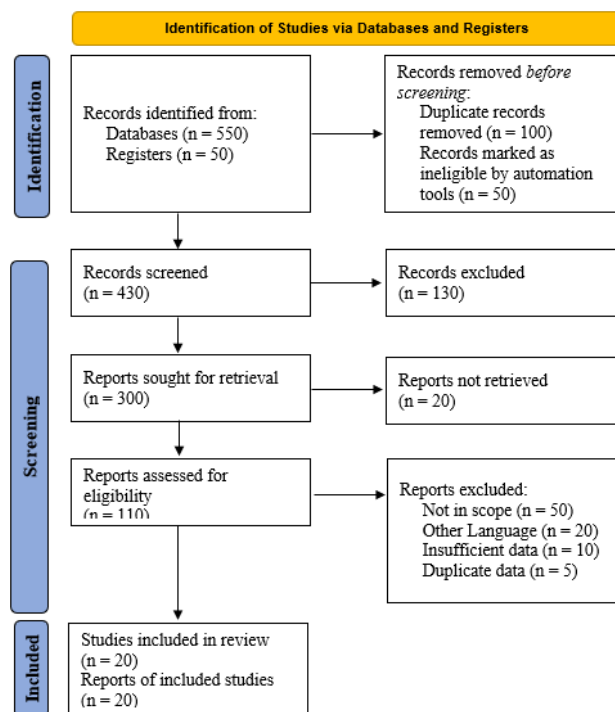 Identification of Studies via Databases and Registers
Identification
Records identified from:
Databases (n = 550)
Registers (n = 50)
Records removed before
screening:
Duplicate records
removed (n = 100)
Records marked as
ineligible by automation
tools (n = 50)
Screening
Records screened
(n = 430)
Records excluded
(n = 130)
Reports sought for retrieval
(n = 300)
Reports not retrieved
(n = 20)
Reports assessed for
eligibility
(n = 110)
Reports excluded:
Not in scope (n = 50)
Other Language (n = 20)
Insufficient data (n = 10)
Duplicate data (n = 5)
Included
Studies included in review
(n = 20)
Reports of included studies
(n = 20)